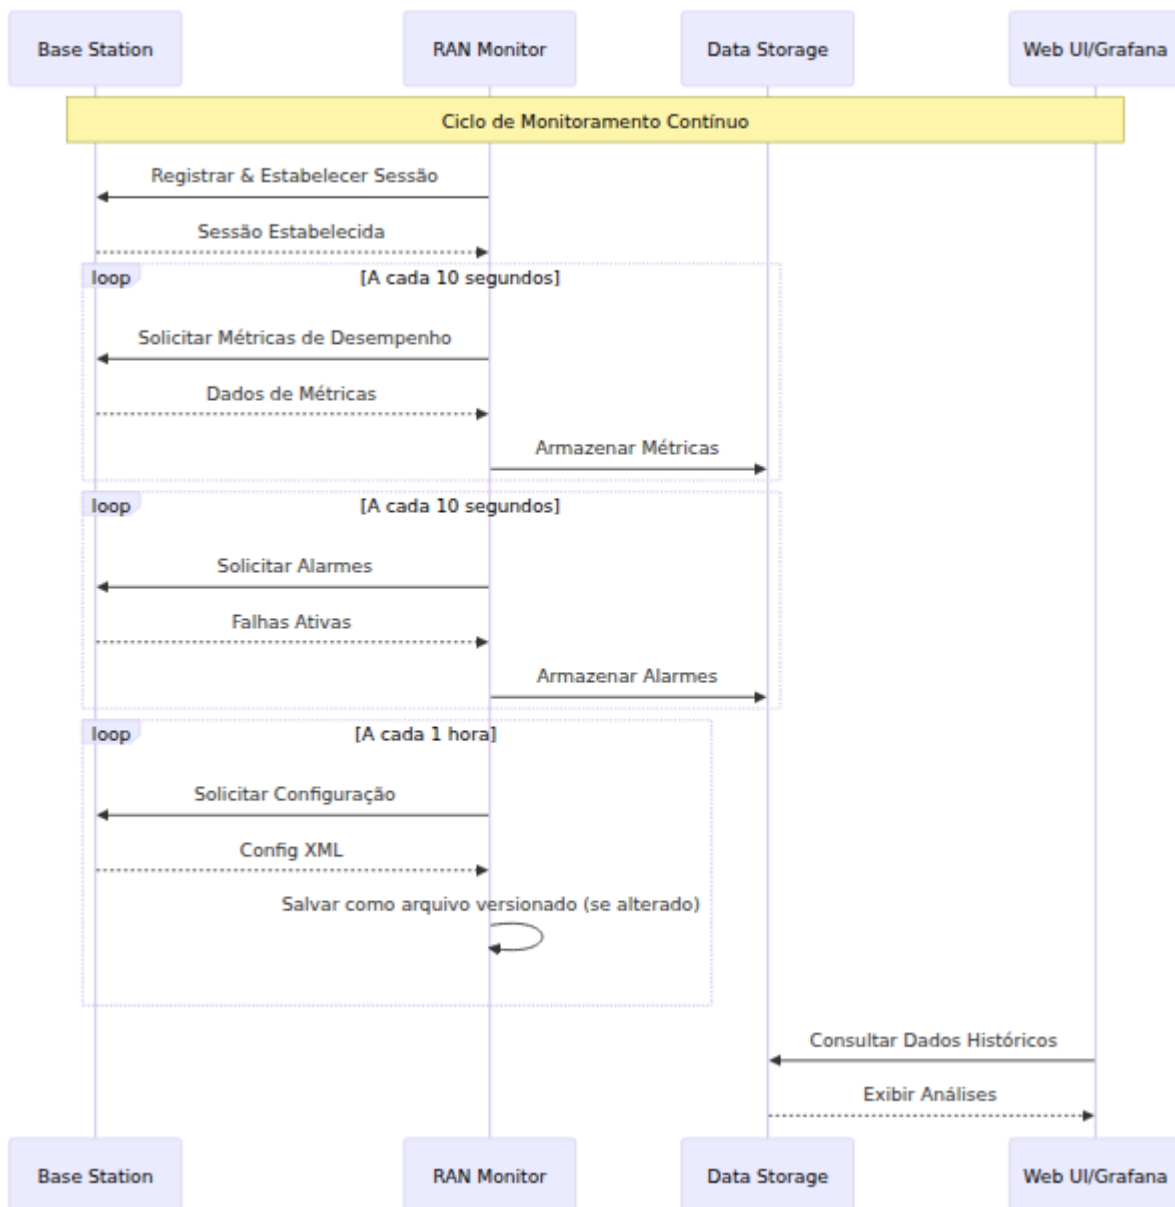 Base Station
RAN Monitor
Data Storage
Web UI/Grafana
Ciclo de Monitoramento Contínuo
Registrar & Estabelecer Sessão
Sessão Estabelecida
loop
[A cada 10 segundos]
Solicitar Métricas de Desempenho
Dados de Métricas
Armazenar Métricas
loop
[A cada 10 segundos]
Solicitar Alarmes
Falhas Ativas
Armazenar Alarmes
loop
[A cada 1 hora]
Solicitar Configuração
Config XML
Salvar como arquivo versionado (se alterado)
Consultar Dados Históricos
Exibir Análises
Base Station
RAN Monitor
Data Storage
Web UI/Grafana